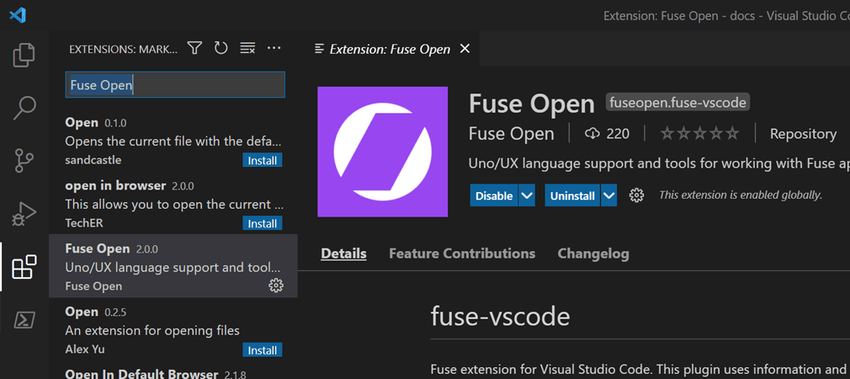 Extension: Fuse Open - docs - Visual Studio Co
EXTENSIONS: MARK...
Fuse Open
Open 0.1.0
Opens the current file with the defa...
sandcastle
Install
open in browser 2.0.0
This allows you to open the current ...
TechER
Install
Fuse Open 2.0.0
Uno/UX language support and tool...
Fuse Open
Open 0.2.5
An extension for opening files
Alex Yu
Install
Open In Default Browser 2.1.8
Extension: Fuse Open
Fuse Open fuseopen.fuse-vscode
Fuse Open 220 Repository
Uno/UX language support and tools for working with Fuse ap
Disable Uninstall This extension is enabled globally.
Details Feature Contributions Changelog
fuse-vscode
Fuse extension for Visual Studio Code. This plugin uses information and